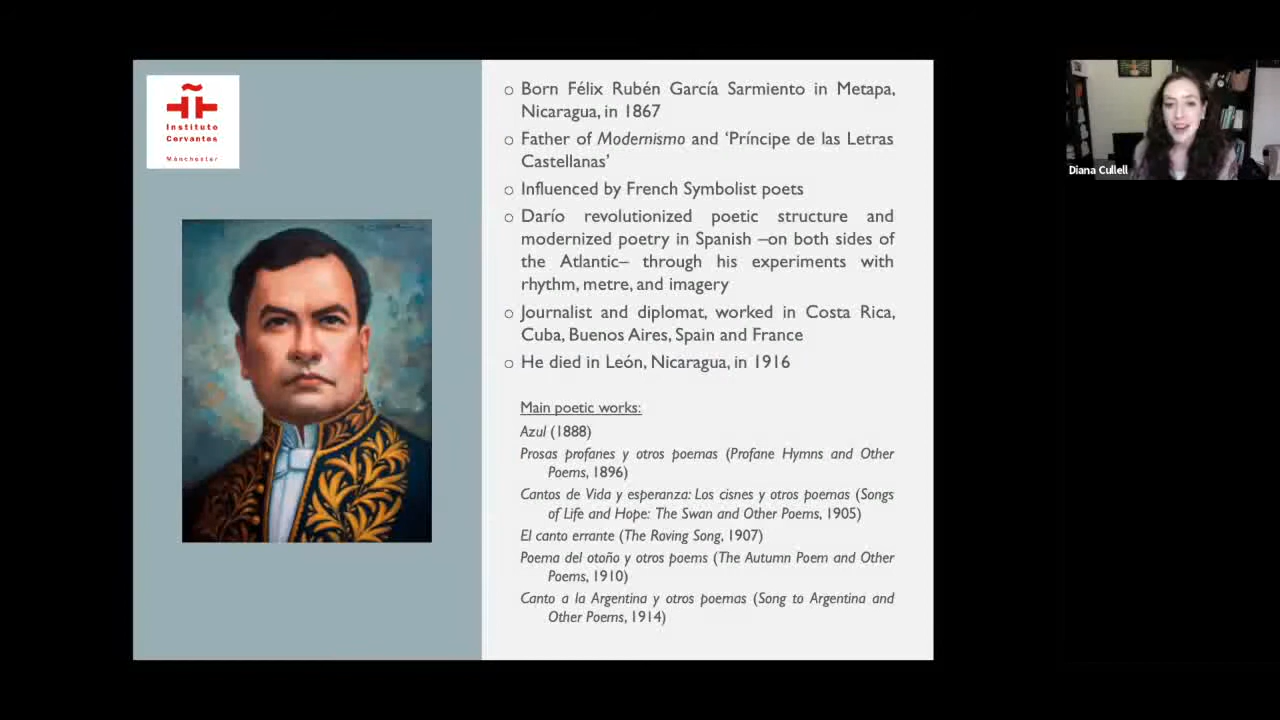 Instituto
Cervantes
Mánchester
○ Born Félix Rubén García Sarmiento in Metapa,
Nicaragua, in 1867
○ Father of Modernismo and ‘Príncipe de las Letras
Castellanas’
○ Influenced by French Symbolist poets
○ Darío revolutionized poetic structure and
modernized poetry in Spanish –on both sides of
the Atlantic– through his experiments with
rhythm, metre, and imagery
○ Journalist and diplomat, worked in Costa Rica,
Cuba, Buenos Aires, Spain and France
○ He died in León, Nicaragua, in 1916
Main poetic works:
Azul (1888)
Prosas profanes y otros poemas (Profane Hymns and Other
Poems, 1896)
Cantos de Vida y esperanza: Los cisnes y otros poemas (Songs
of Life and Hope: The Swan and Other Poems, 1905)
El canto errante (The Roving Song, 1907)
Poema del otoño y otros poems (The Autumn Poem and Other
Poems, 1910)
Canto a la Argentina y otros poemas (Song to Argentina and
Other Poems, 1914)
Diana Cullell